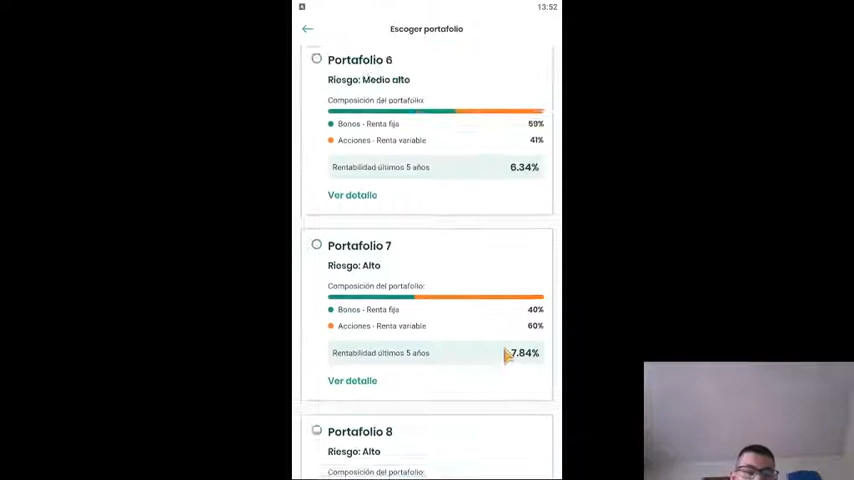 13:52
Escoger portafolio
Portafolio 6
Riesgo: Medio alto
Composición del portafolio:
Bonos - Renta fija 59%
Acciones - Renta variable 41%
Rentabilidad últimos 5 años 6.34%
Ver detalle
Portafolio 7
Riesgo: Alto
Composición del portafolio:
Bonos - Renta fija 40%
Acciones - Renta variable 60%
Rentabilidad últimos 5 años 7.84%
Ver detalle
Portafolio 8
Riesgo: Alto
Composición del portafolio: